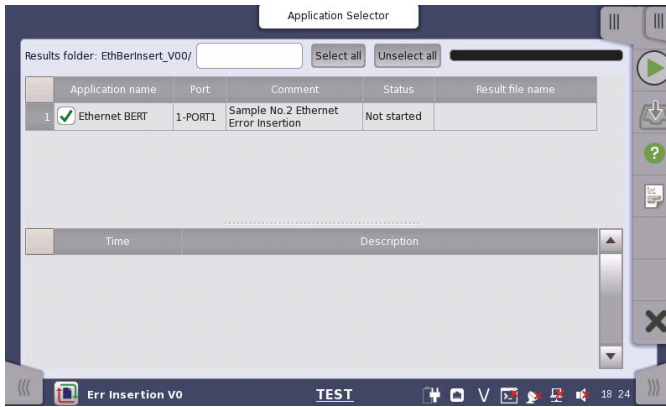 Application Selector
Results folder: EthBerInsert_V00/
Select all
Unselect all
Application name Port Comment Status Result file name
1 Ethernet BERT 1-PORT1 Sample No.2 Ethernet Error Insertion Not started
Time Description
Err Insertion V0 TEST V 18 24